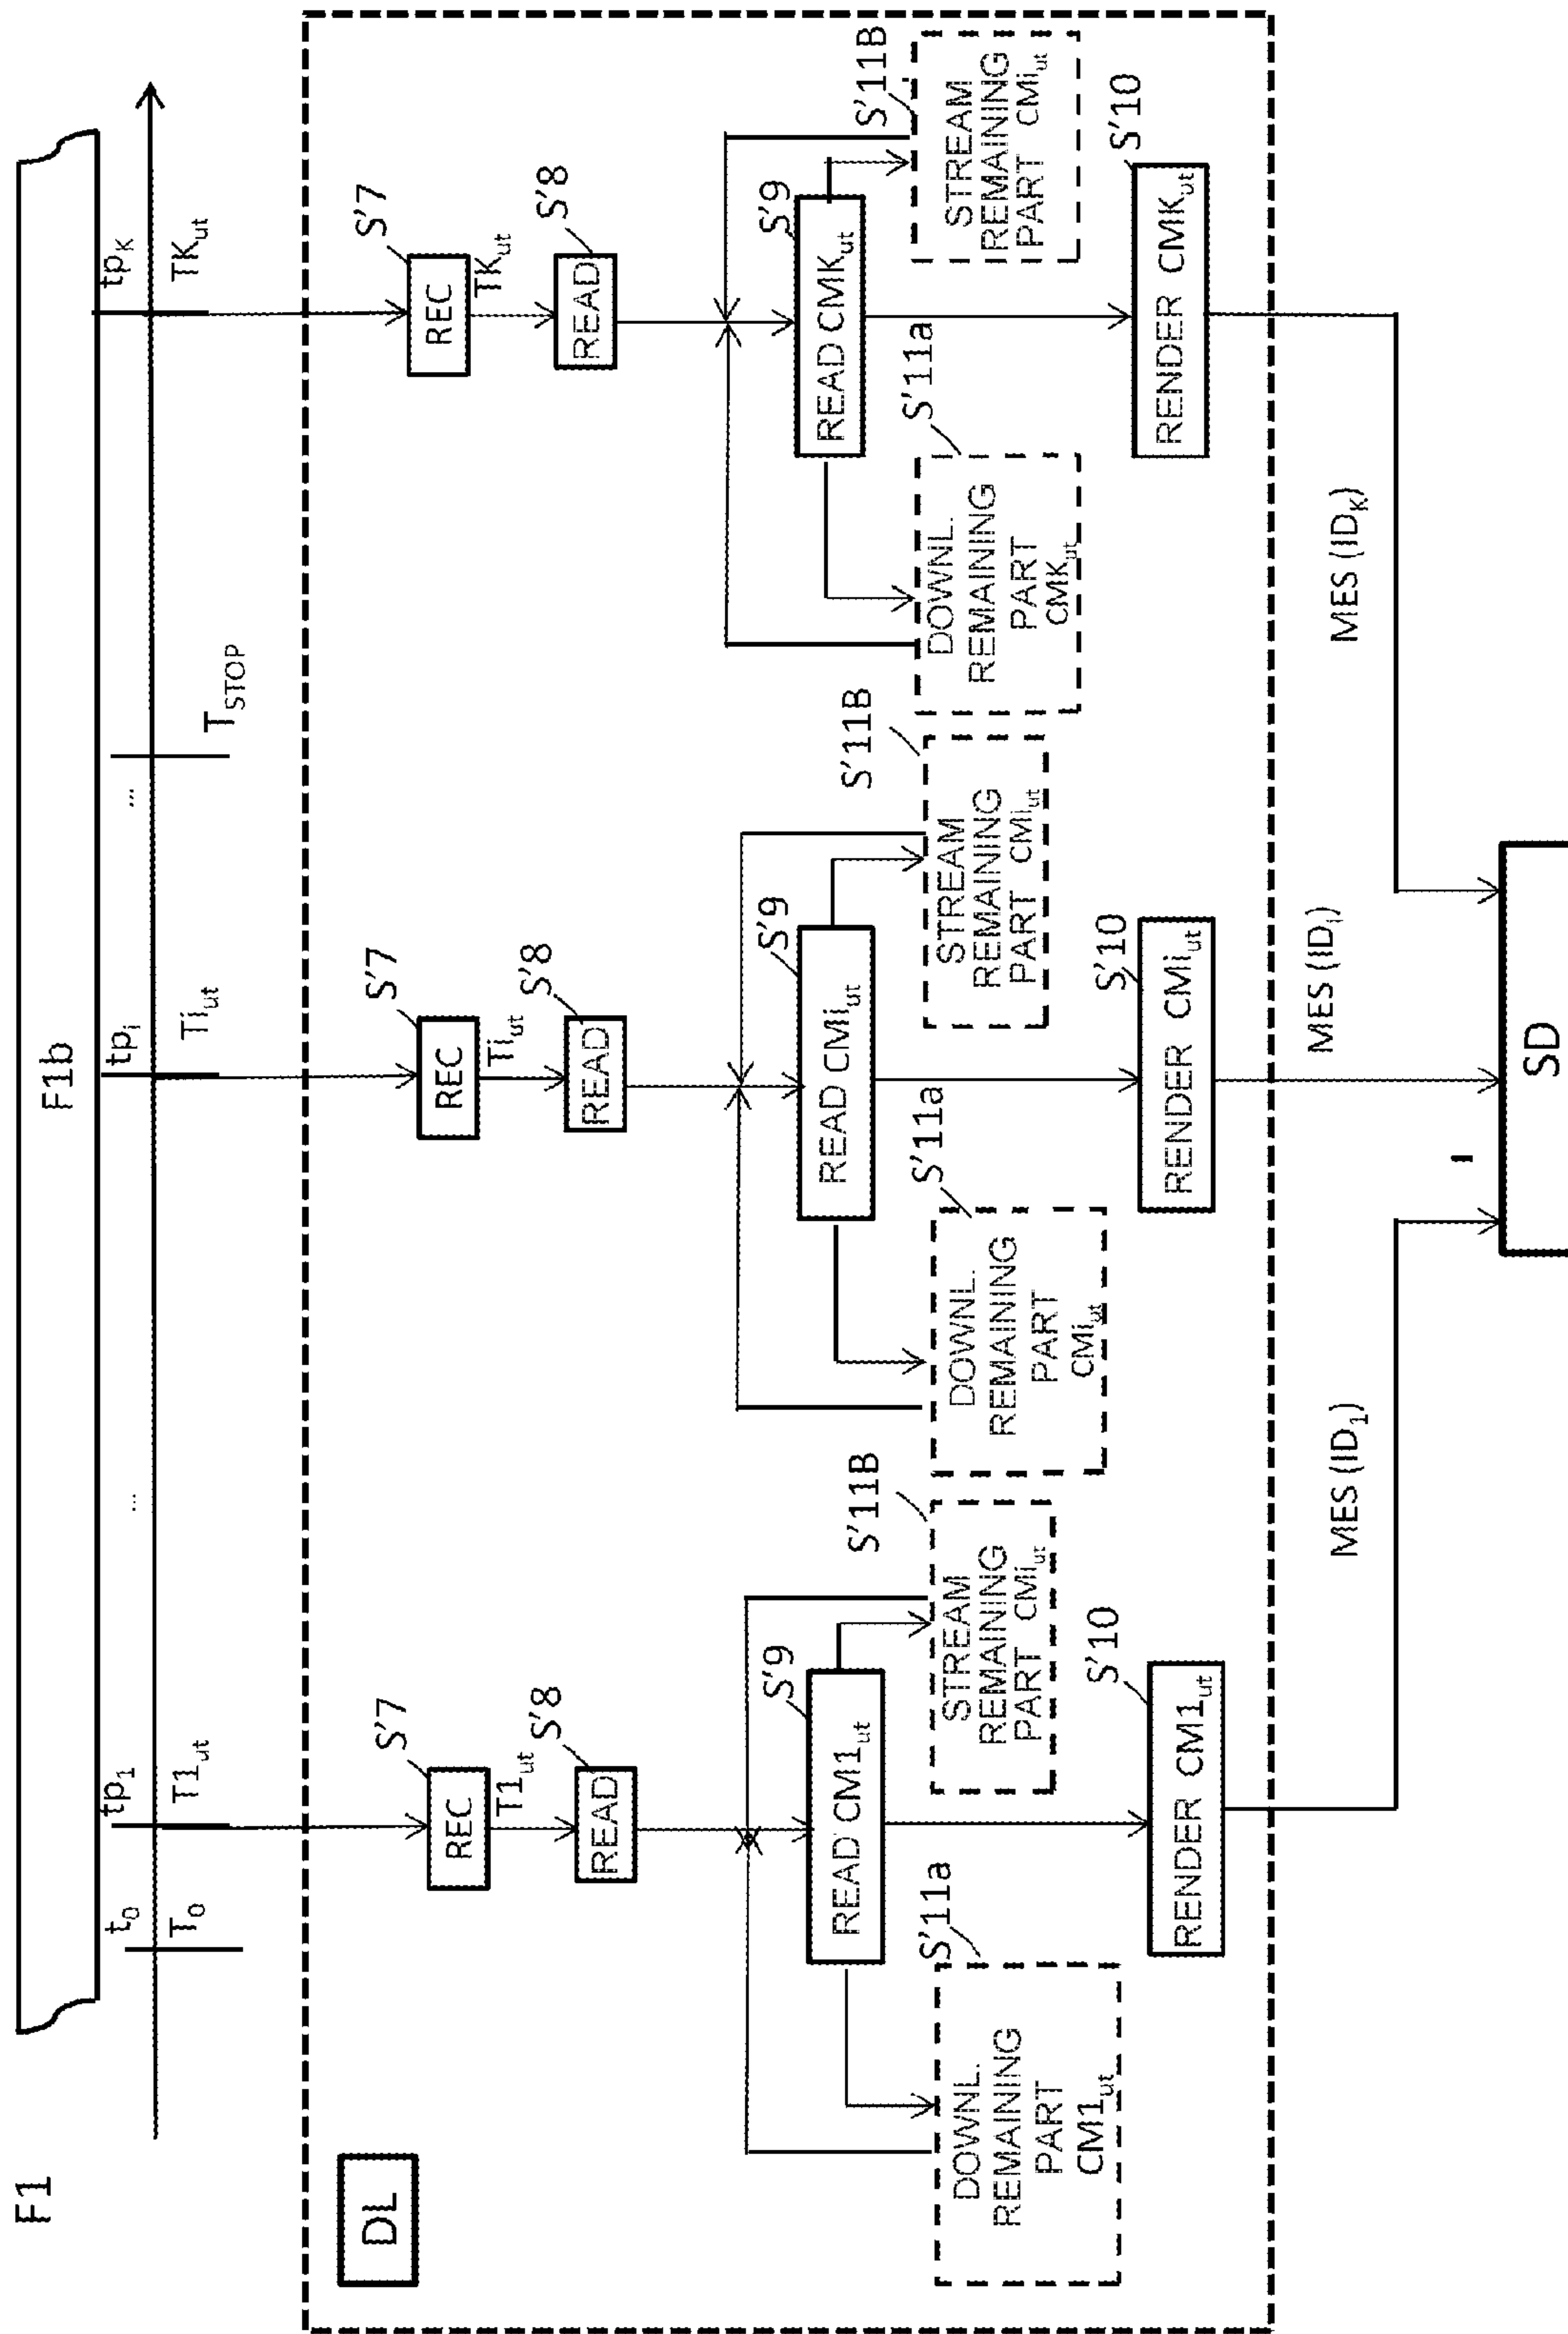 F1
F1b
t₀
tp₁
...
tpᵢ
...
tp_K
T₀
T1ᵤₜ
Tiᵤₜ
T_STOP
TKᵤₜ
DL
S'7
REC
T1ᵤₜ
S'8
READ
S'9
READ CM1ᵤₜ
S'11a
DOWNL.
REMAINING
PART
CM1ᵤₜ
S'11B
STREAM
REMAINING
PART CMiᵤₜ
S'10
RENDER CM1ᵤₜ
S'7
REC
Tiᵤₜ
S'8
READ
S'9
READ CMiᵤₜ
S'11a
DOWNL.
REMAINING
PART
CMiᵤₜ
S'11B
STREAM
REMAINING
PART CMiᵤₜ
S'10
RENDER CMiᵤₜ
S'7
REC
TKᵤₜ
S'8
READ
S'9
READ CMKᵤₜ
S'11a
DOWNL.
REMAINING
PART
CMKᵤₜ
S'11B
STREAM
REMAINING
PART CMiᵤₜ
S'10
RENDER CMKᵤₜ
MES (ID₁)
MES (IDᵢ)
MES (ID_K)
SD